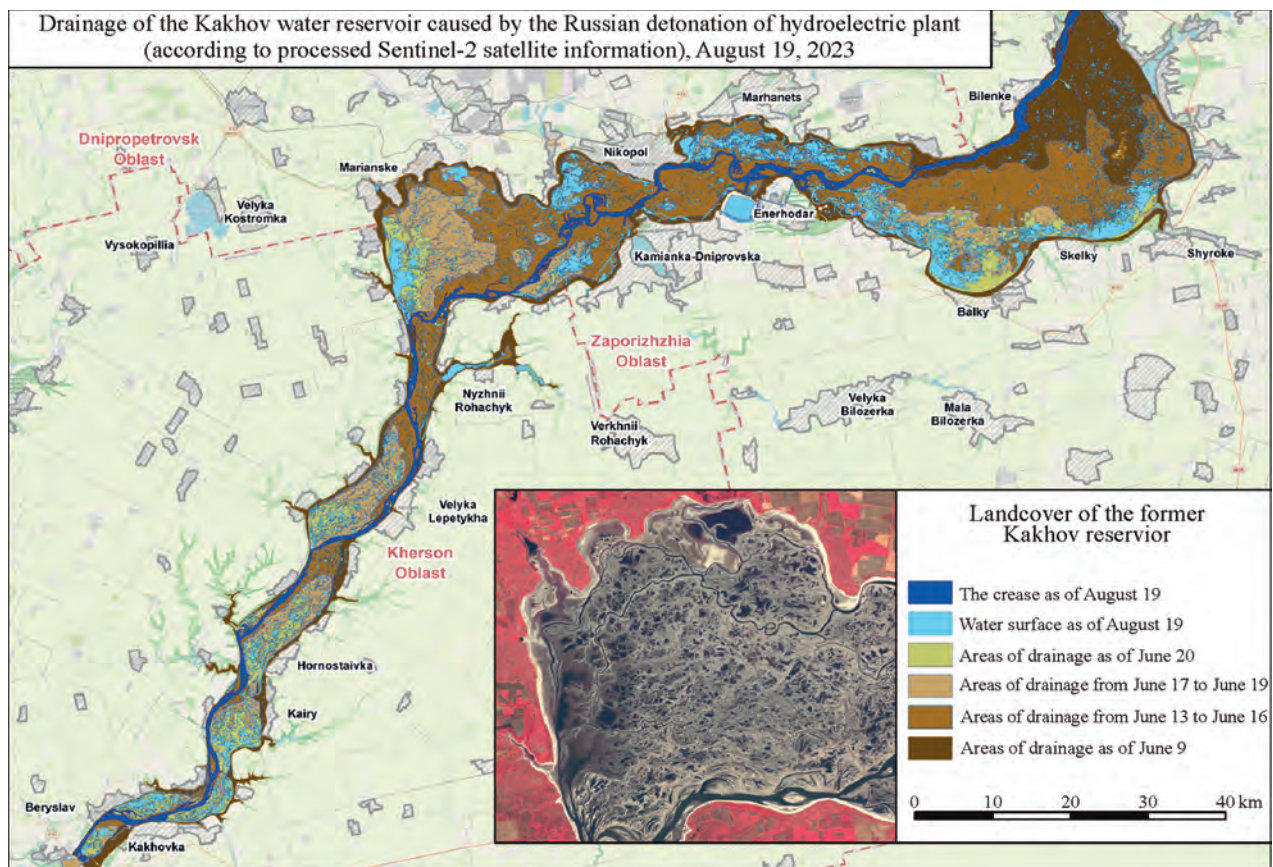 Drainage of the Kakhov water reservoir caused by the Russian detonation of hydroelectric plant
(according to processed Sentinel-2 satellite information), August 19, 2023
Marhanets
Bilenke
Dnipropetrovsk
Oblast
Nikopol
Marianske
Velyka
Kostromka
Enerhodar
Vysokopillia
Kamianka-Dniprovska
Skelky
Shyroke
Balky
Zaporizhzhia
Oblast
Nyzhnii
Rohachyk
Velyka
Bilozerka
Mala
Bilozerka
Verkhnii
Rohachyk
Velyka
Lepetykha
Kherson
Oblast
Hornostaivka
Kairy
Beryslav
Kakhovka
Landcover of the former
Kakhov reservior
The crease as of August 19
Water surface as of August 19
Areas of drainage as of June 20
Areas of drainage from June 17 to June 19
Areas of drainage from June 13 to June 16
Areas of drainage as of June 9
0 10 20 30 40 km